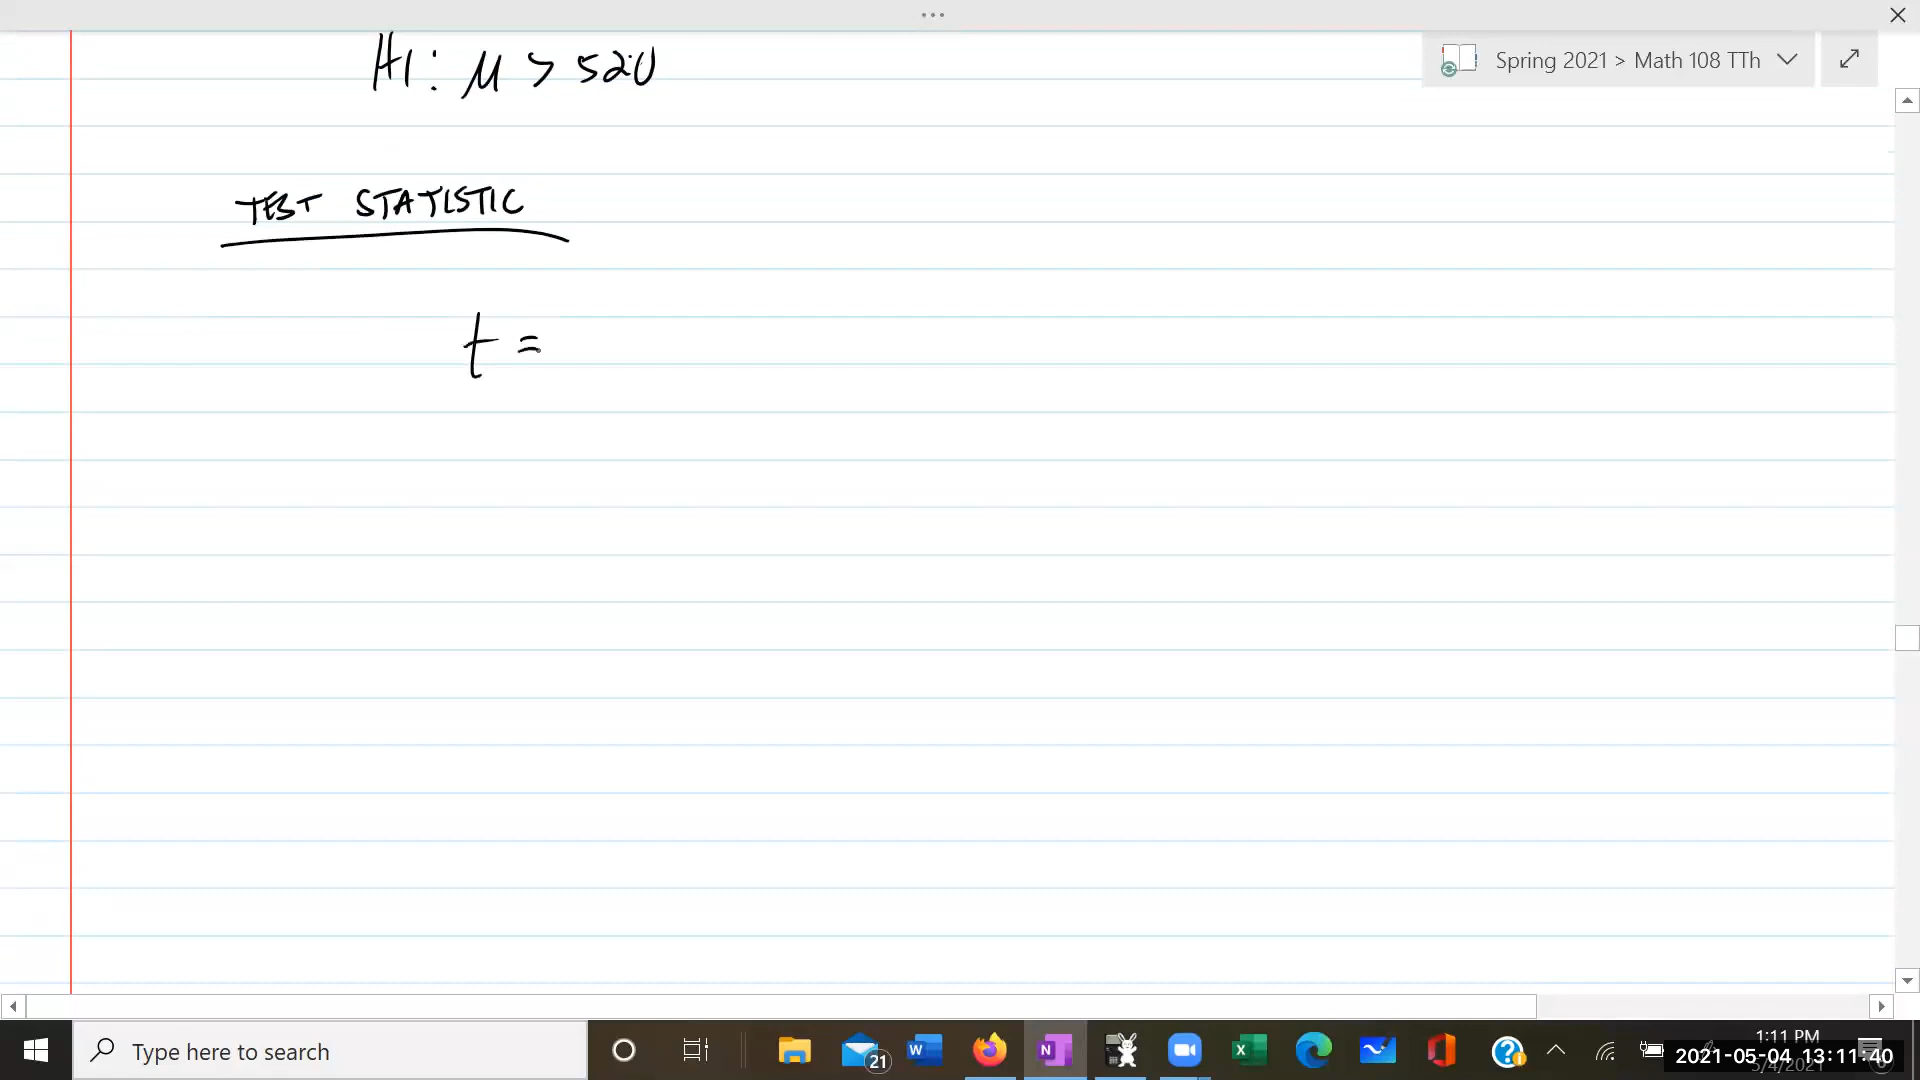 H1: μ > 520
Spring 2021 > Math 108 TTh
TEST STATISTIC
t =
Type here to search
21
1:11 PM
2021-05-04 13:11:40